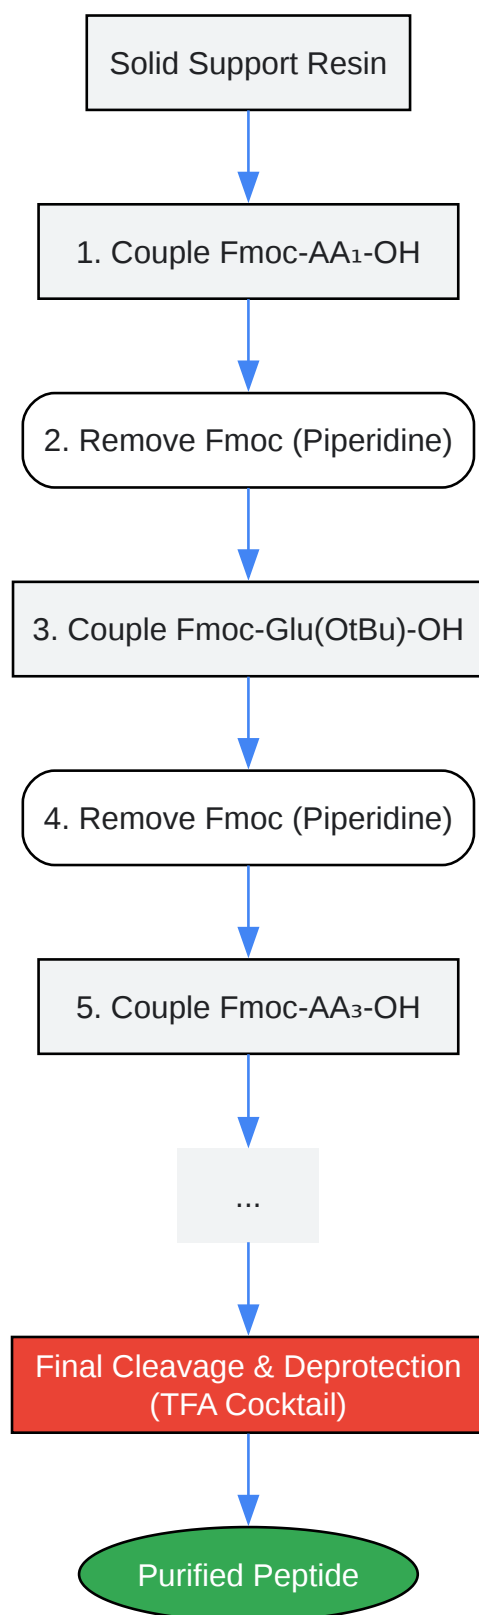 Solid Support Resin
1. Couple Fmoc-AA₁-OH
2. Remove Fmoc (Piperidine)
3. Couple Fmoc-Glu(OtBu)-OH
4. Remove Fmoc (Piperidine)
5. Couple Fmoc-AA₃-OH
...
Final Cleavage & Deprotection
(TFA Cocktail)
Purified Peptide